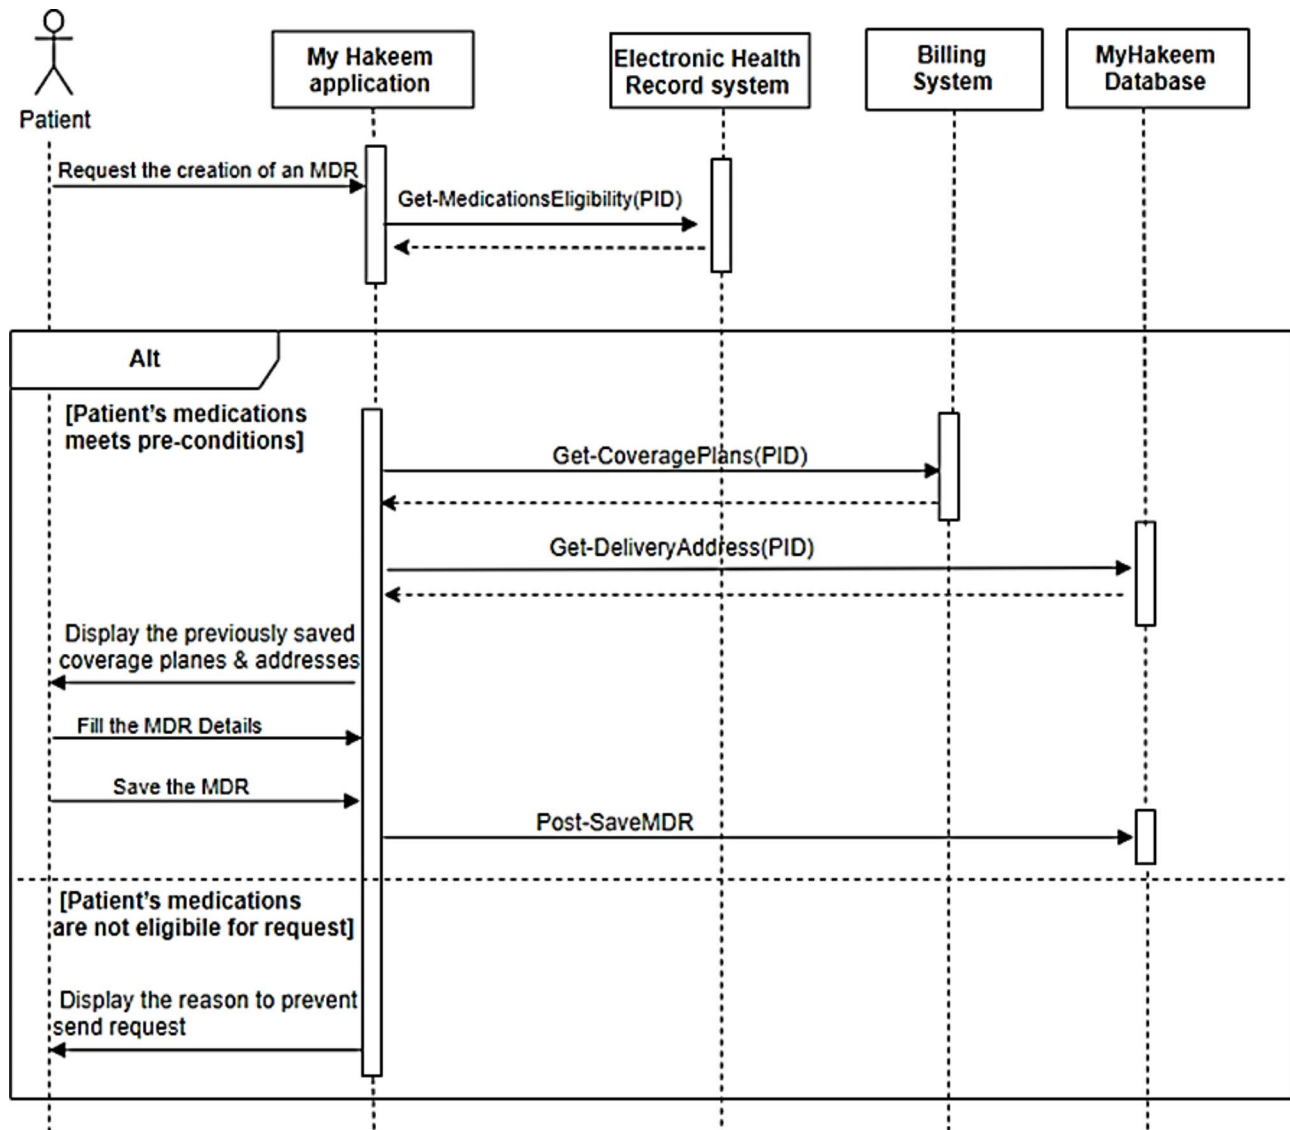 Patient
My Hakeem
application
Electronic Health
Record system
Billing
System
MyHakeem
Database
Request the creation of an MDR
Get-MedicationsEligibility(PID)
Alt
[Patient's medications
meets pre-conditions]
Get-CoveragePlans(PID)
Get-DeliveryAddress(PID)
Display the previously saved
coverage planes & addresses
Fill the MDR Details
Save the MDR
Post-SaveMDR
[Patient's medications
are not eligibile for request]
Display the reason to prevent
send request